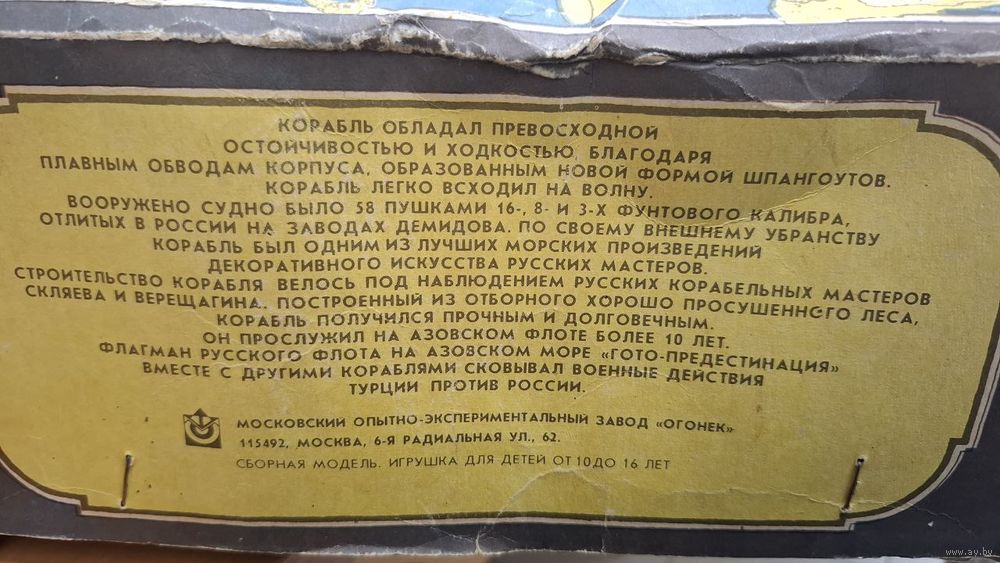 КОРАБЛЬ ОБЛАДАЛ ПРЕВОСХОДНОЙ
ОСТОЙЧИВОСТЬЮ И ХОДКОСТЬЮ, БЛАГОДАРЯ
ПЛАВНЫМ ОБВОДАМ КОРПУСА, ОБРАЗОВАННЫМ НОВОЙ ФОРМОЙ ШПАНГОУТОВ.
КОРАБЛЬ ЛЕГКО ВСХОДИЛ НА ВОЛНУ.
ВООРУЖЕНО СУДНО БЫЛО 58 ПУШКАМИ 16-, 8- И 3-Х ФУНТОВОГО КАЛИБРА,
ОТЛИТЫХ В РОССИИ НА ЗАВОДАХ ДЕМИДОВА. ПО СВОЕМУ ВНЕШНЕМУ УБРАНСТВУ
КОРАБЛЬ БЫЛ ОДНИМ ИЗ ЛУЧШИХ МОРСКИХ ПРОИЗВЕДЕНИЙ
ДЕКОРАТИВНОГО ИСКУССТВА РУССКИХ МАСТЕРОВ.
СТРОИТЕЛЬСТВО КОРАБЛЯ ВЕЛОСЬ ПОД НАБЛЮДЕНИЕМ РУССКИХ КОРАБЕЛЬНЫХ МАСТЕРОВ
СКЛЯЕВА И ВЕРЕЩАГИНА. ПОСТРОЕННЫЙ ИЗ ОТБОРНОГО ХОРОШО ПРОСУШЕННОГО ЛЕСА,
КОРАБЛЬ ПОЛУЧИЛСЯ ПРОЧНЫМ И ДОЛГОВЕЧНЫМ.
ОН ПРОСЛУЖИЛ НА АЗОВСКОМ ФЛОТЕ БОЛЕЕ 10 ЛЕТ.
ФЛАГМАН РУССКОГО ФЛОТА НА АЗОВСКОМ МОРЕ «ГОТО-ПРЕДЕСТИНАЦИЯ»
ВМЕСТЕ С ДРУГИМИ КОРАБЛЯМИ СКОВЫВАЛ ВОЕННЫЕ ДЕЙСТВИЯ
ТУРЦИИ ПРОТИВ РОССИИ.
МОСКОВСКИЙ ОПЫТНО-ЭКСПЕРИМЕНТАЛЬНЫЙ ЗАВОД «ОГОНЕК»
115492, МОСКВА, 6-Я РАДИАЛЬНАЯ УЛ., 62.
СБОРНАЯ МОДЕЛЬ. ИГРУШКА ДЛЯ ДЕТЕЙ ОТ 10 ДО 16 ЛЕТ
www.ay.by